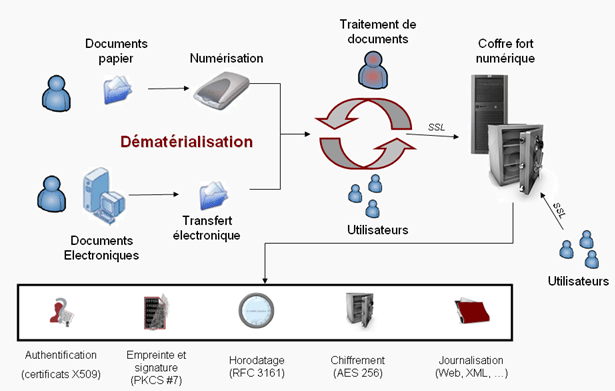 Documents
papier
Numérisation
Traitement de
documents
Coffre fort
numérique
SSL
Dématérialisation
Documents
Electroniques
Transfert
électronique
Utilisateurs
SSL
Utilisateurs
Authentification
(certificats X509)
Empreinte et
signature
(PKCS #7)
Horodatage
(RFC 3161)
Chiffrement
(AES 256)
Journalisation
(Web, XML, ...)